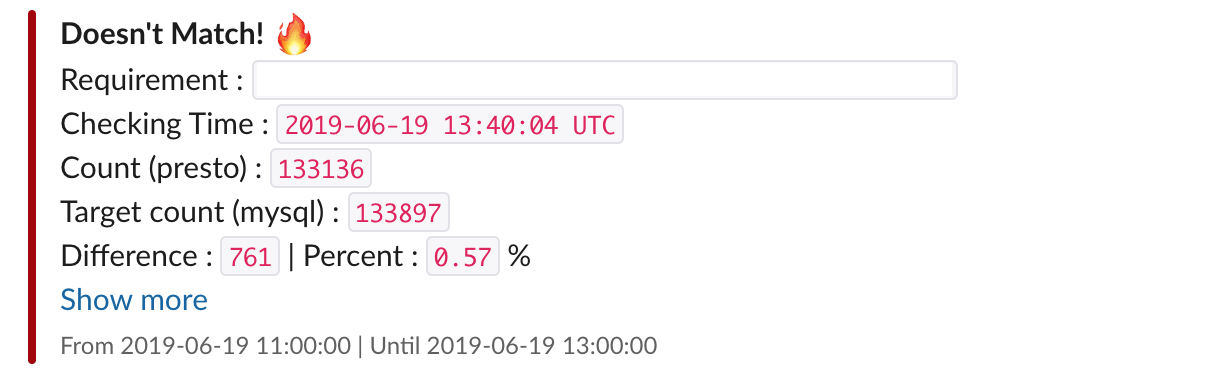 Doesn't Match! 🔥
Requirement :
Checking Time : 2019-06-19 13:40:04 UTC
Count (presto) : 133136
Target count (mysql) : 133897
Difference : 761 | Percent : 0.57 %
Show more
From 2019-06-19 11:00:00 | Until 2019-06-19 13:00:00